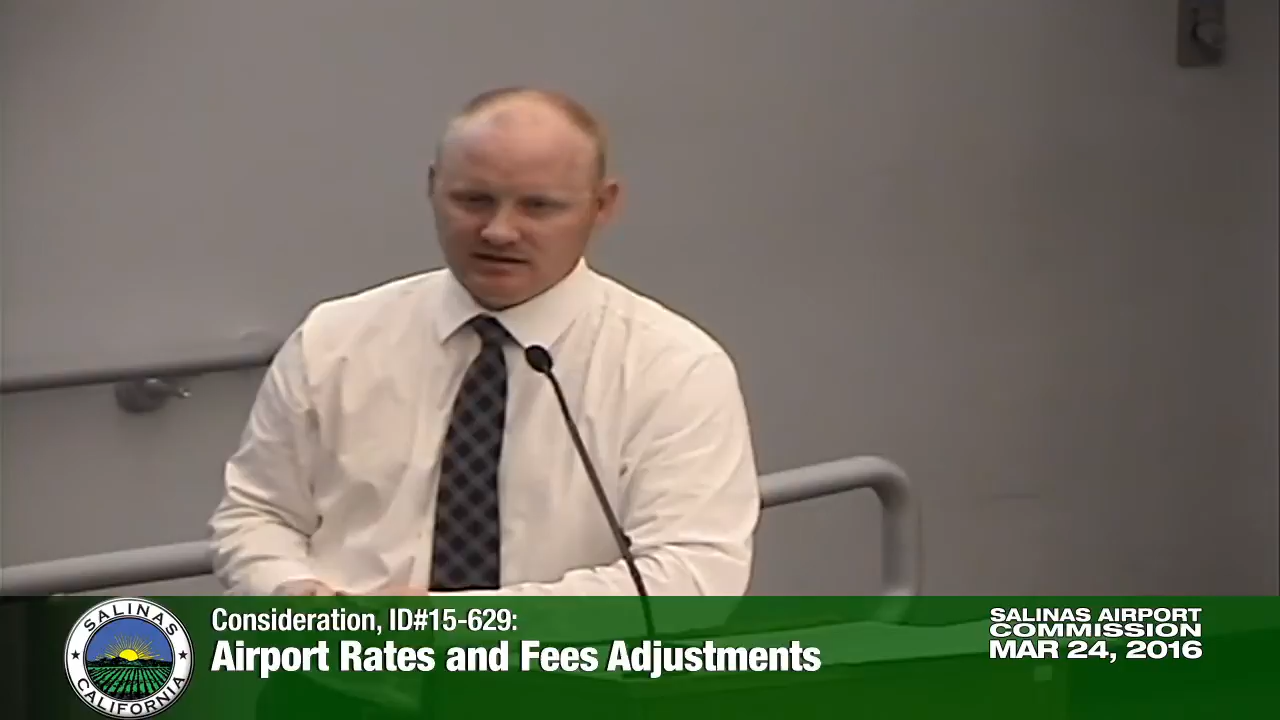 Consideration, ID#15-629:
Airport Rates and Fees Adjustments
SALINAS AIRPORT
COMMISSION
MAR 24, 2016
SALINAS
CALIFORNIA